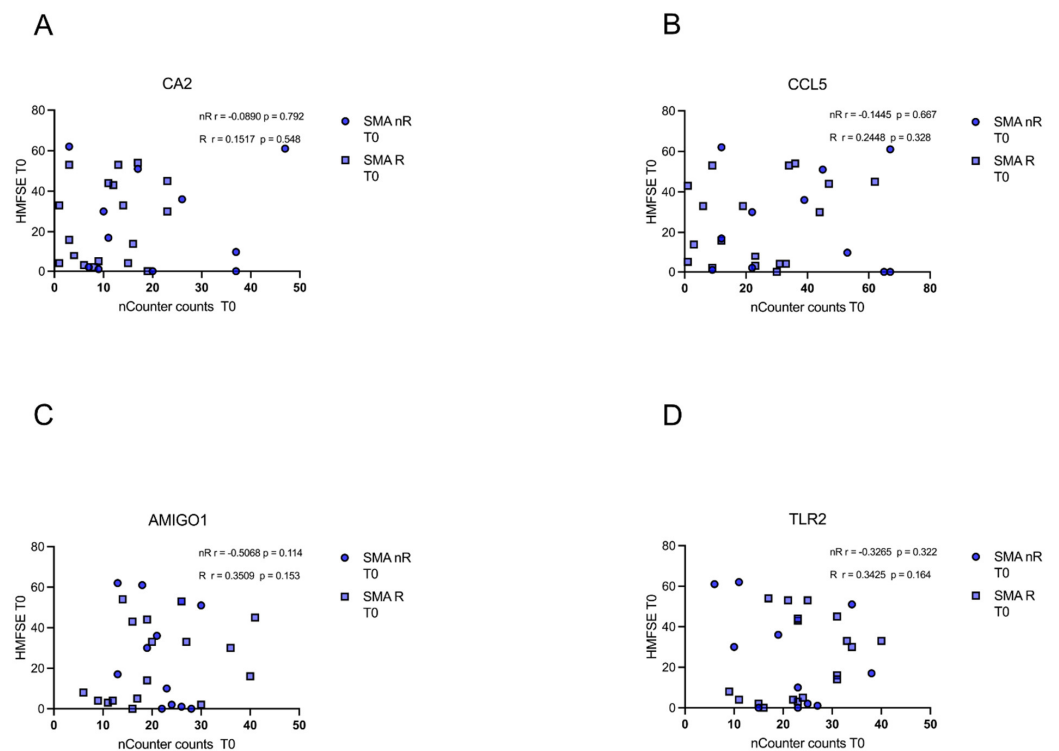 A
CA2
nR r = -0.0890 p = 0.792
R r = 0.1517 p = 0.548
SMA nR
T0
SMA R
T0
HMFSE T0
80
60
40
20
0
0 10 20 30 40 50
nCounter counts T0
B
CCL5
nR r = -0.1445 p = 0.667
R r = 0.2448 p = 0.328
SMA nR
T0
SMA R
T0
HMFSE T0
80
60
40
20
0
0 20 40 60 80
nCounter counts T0
C
AMIGO1
nR r = -0.5068 p = 0.114
R r = 0.3509 p = 0.153
SMA nR
T0
SMA R
T0
HMFSE T0
80
60
40
20
0
0 10 20 30 40 50
nCounter counts T0
D
TLR2
nR r = -0.3265 p = 0.322
R r = 0.3425 p = 0.164
SMA nR
T0
SMA R
T0
HMFSE T0
80
60
40
20
0
0 10 20 30 40 50
nCounter counts T0